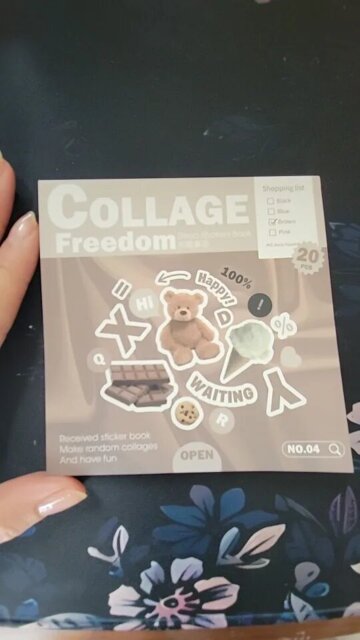 COLLAGE
Freedom
Shopping list
Black
Blue
Brown
Pink
20
PCS
100%
Happy!
Hi
=
!
D
%
X
Q
WAITING
Y
R
Received sticker book
Make random collages
And have fun
OPEN
NO.04